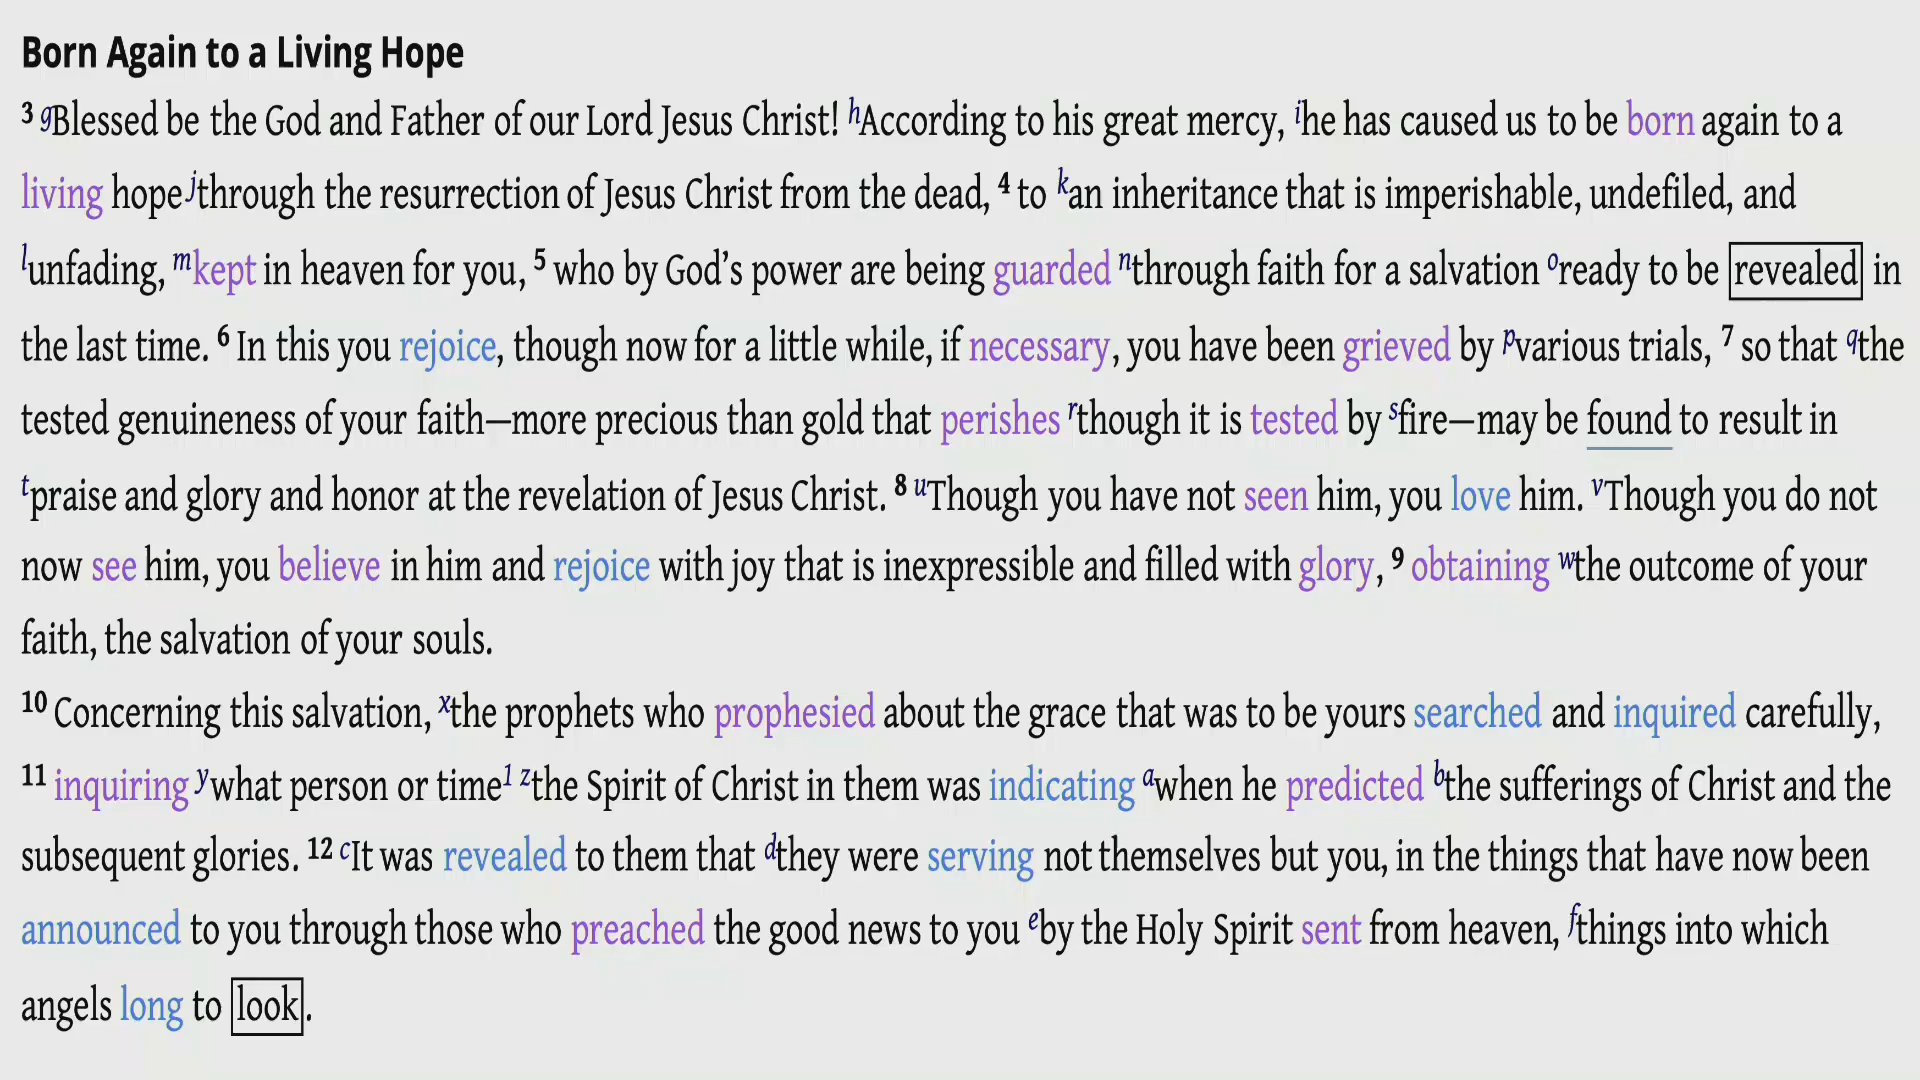 Born Again to a Living Hope
3 gBlessed be the God and Father of our Lord Jesus Christ! hAccording to his great mercy, ihe has caused us to be born again to a
living hope jthrough the resurrection of Jesus Christ from the dead, 4 to kan inheritance that is imperishable, undefiled, and
lunfading, mkept in heaven for you, 5 who by God’s power are being guarded nthrough faith for a salvation oready to be revealed in
the last time. 6 In this you rejoice, though now for a little while, if necessary, you have been grieved by pvarious trials, 7 so that qthe
tested genuineness of your faith—more precious than gold that perishes rthough it is tested by sfire—may be found to result in
tpraise and glory and honor at the revelation of Jesus Christ. 8 uThough you have not seen him, you love him. vThough you do not
now see him, you believe in him and rejoice with joy that is inexpressible and filled with glory, 9 obtaining wthe outcome of your
faith, the salvation of your souls.
10 Concerning this salvation, xthe prophets who prophesied about the grace that was to be yours searched and inquired carefully,
11 inquiring ywhat person or time1 zthe Spirit of Christ in them was indicating awhen he predicted bthe sufferings of Christ and the
subsequent glories. 12 cIt was revealed to them that dthey were serving not themselves but you, in the things that have now been
announced to you through those who preached the good news to you eby the Holy Spirit sent from heaven, fthings into which
angels long to look.